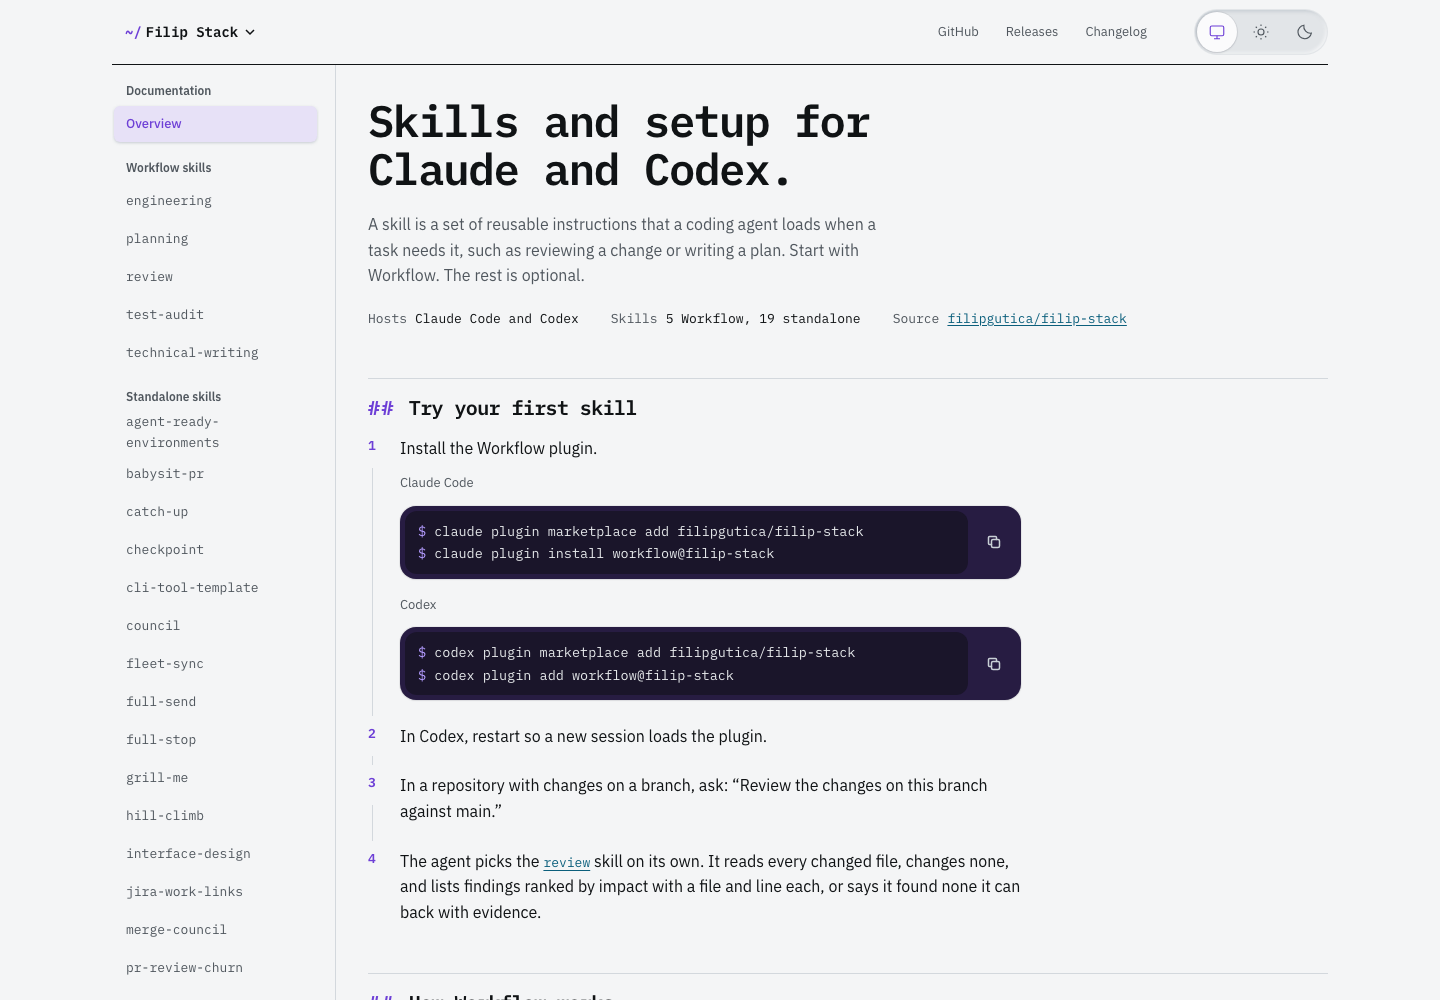 ~/ Filip Stack
GitHub Releases Changelog
Documentation
Overview
Workflow skills
engineering
planning
review
test-audit
technical-writing
Standalone skills
agent-ready-
environments
babysit-pr
catch-up
checkpoint
cli-tool-template
council
fleet-sync
full-send
full-stop
grill-me
hill-climb
interface-design
jira-work-links
merge-council
pr-review-churn
Skills and setup for
Claude and Codex.
A skill is a set of reusable instructions that a coding agent loads when a
task needs it, such as reviewing a change or writing a plan. Start with
Workflow. The rest is optional.
Hosts Claude Code and Codex Skills 5 Workflow, 19 standalone Source filipgutica/filip-stack
## Try your first skill
1 Install the Workflow plugin.
Claude Code
$ claude plugin marketplace add filipgutica/filip-stack
$ claude plugin install workflow@filip-stack
Codex
$ codex plugin marketplace add filipgutica/filip-stack
$ codex plugin add workflow@filip-stack
2 In Codex, restart so a new session loads the plugin.
3 In a repository with changes on a branch, ask: “Review the changes on this branch
against main.”
4 The agent picks the review skill on its own. It reads every changed file, changes none,
and lists findings ranked by impact with a file and line each, or says it found none it can
back with evidence.
## How Workflow works